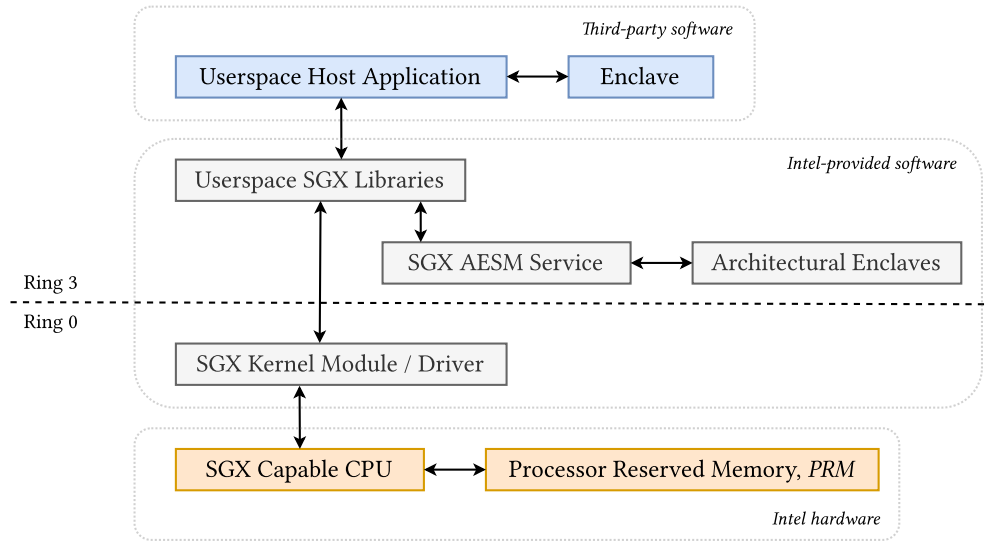 Third-party software
Userspace Host Application
Enclave
Intel-provided software
Userspace SGX Libraries
SGX AESM Service
Architectural Enclaves
Ring 3
Ring 0
SGX Kernel Module / Driver
SGX Capable CPU
Processor Reserved Memory, PRM
Intel hardware